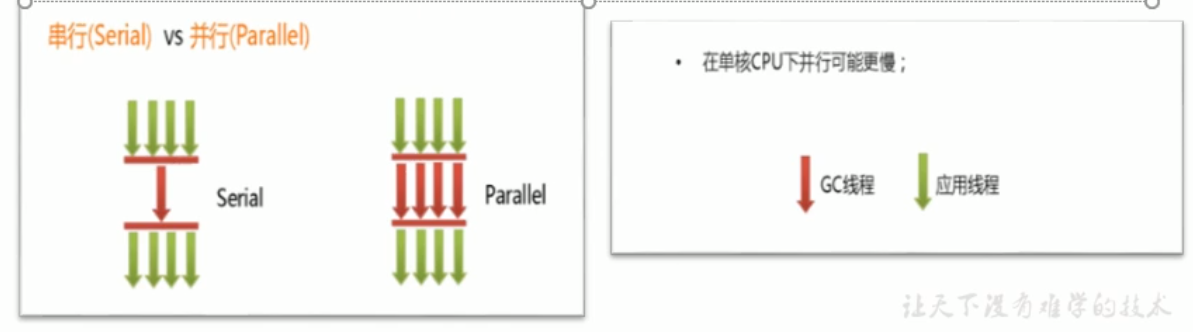 串行(Serial) vs 并行(Parallel)
Serial
Parallel
• 在单核CPU下并行可能更慢；
GC线程
应用线程
让天下没有难学的技术